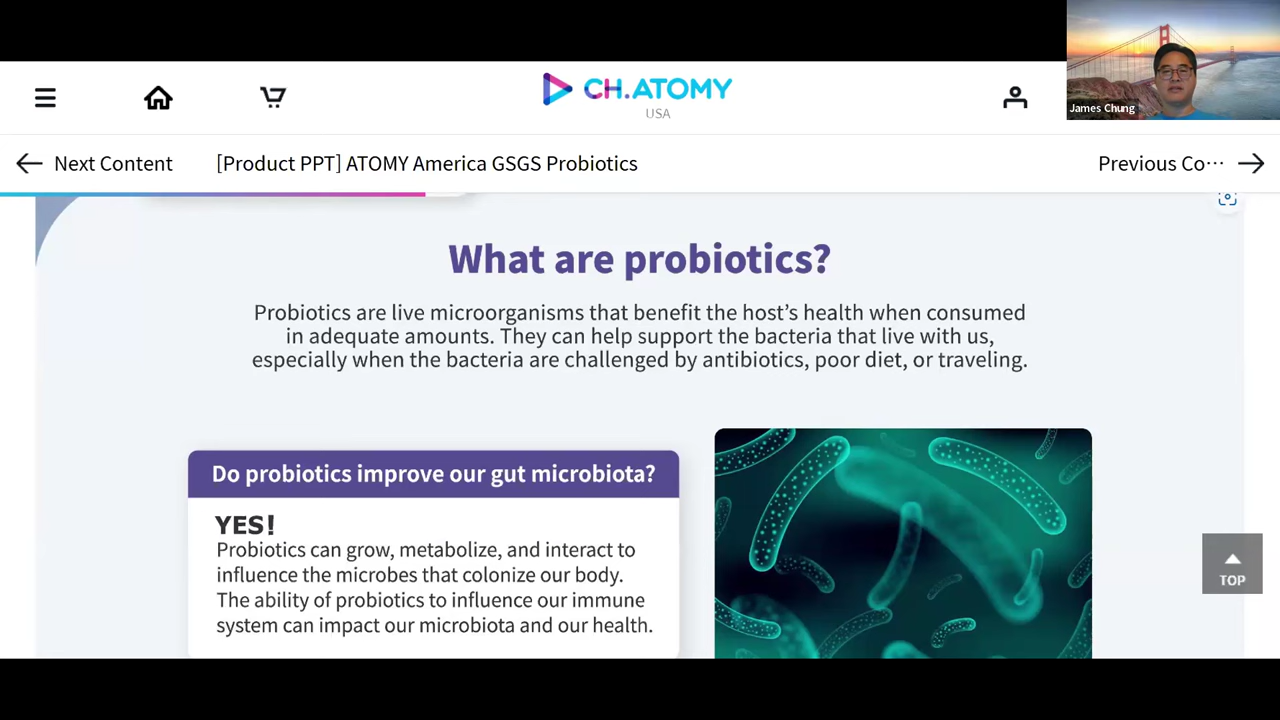 CH.ATOMY
USA
James Chung
Next Content
[Product PPT] ATOMY America GSGS Probiotics
Previous Co···
What are probiotics?
Probiotics are live microorganisms that benefit the host’s health when consumed
in adequate amounts. They can help support the bacteria that live with us,
especially when the bacteria are challenged by antibiotics, poor diet, or traveling.
Do probiotics improve our gut microbiota?
YES!
Probiotics can grow, metabolize, and interact to
influence the microbes that colonize our body.
The ability of probiotics to influence our immune
system can impact our microbiota and our health.
TOP